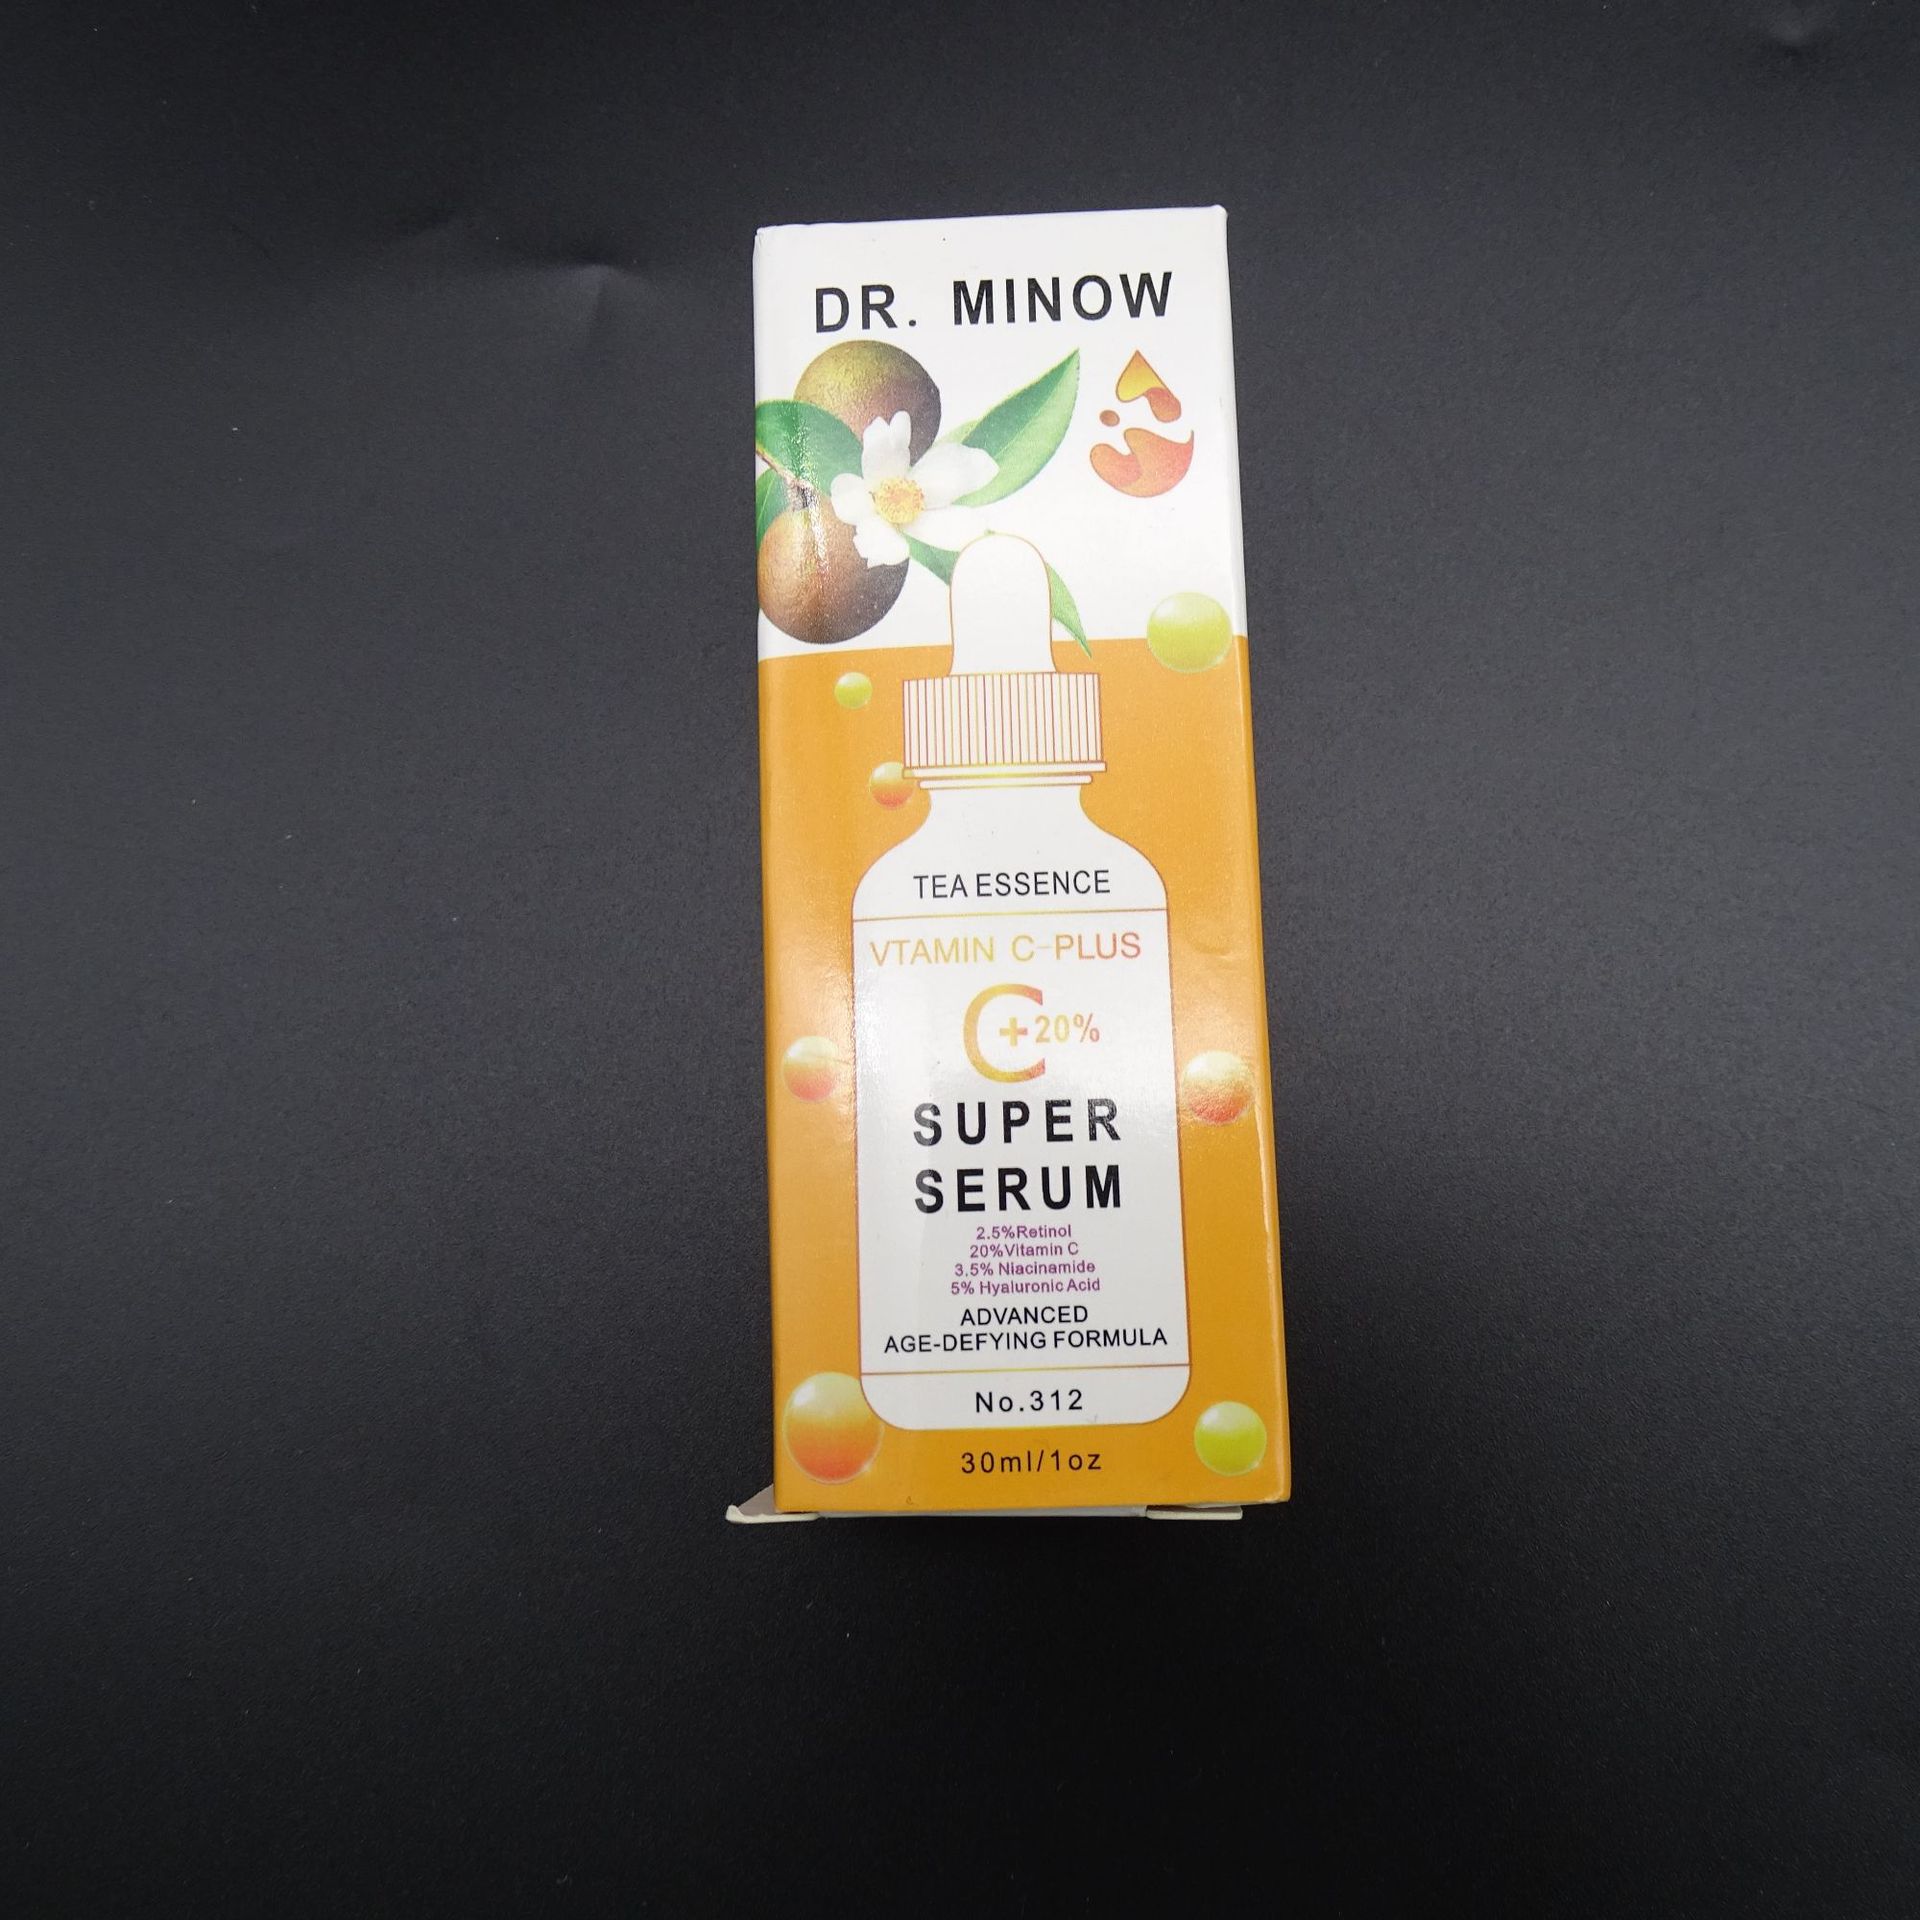 DR. MINOW
TEA ESSENCE
VTAMIN C-PLUS
C+20%
SUPER
SERUM
2.5%Retinol
20%Vitamin C
3.5% Niacinamide
5% Hyaluronic Acid
ADVANCED
AGE-DEFYING FORMULA
No.312
30ml/1oz